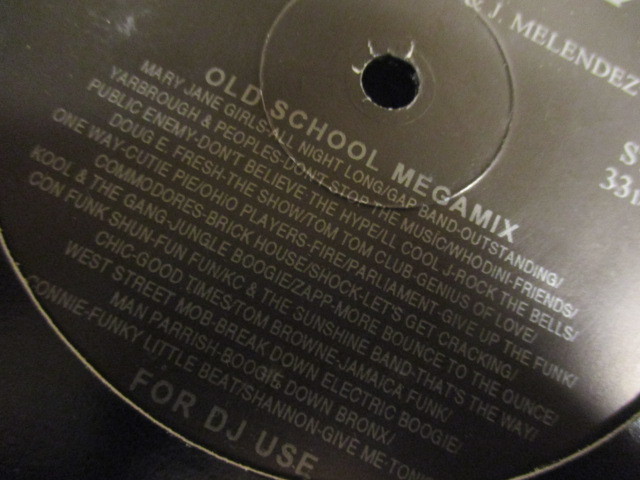 & J. MELENDEZ
S
33
OLD SCHOOL MEGAMIX
MARY JANE GIRLS-ALL NIGHT LONG/GAP BAND-OUTSTANDING/
YARBROUGH & PEOPLES-DON'T STOP THE MUSIC/WHODINI-FRIENDS/
PUBLIC ENEMY-DON'T BELIEVE THE HYPE/LL COOL J-ROCK THE BELLS/
DOUG E. FRESH-THE SHOW/TOM TOM CLUB-GENIUS OF LOVE/
ONE WAY-CUTIE PIE/OHIO PLAYERS-FIRE/PARLIAMENT-GIVE UP THE FUNK/
COMMODORES-BRICK HOUSE/SHOCK-LET'S GET CRACKING/
KOOL & THE GANG-JUNGLE BOOGIE/ZAPP-MORE BOUNCE TO THE OUNCE/
CON FUNK SHUN-FUN FUN/KC & THE SUNSHINE BAND-THAT'S THE WAY/
CHIC-GOOD TIMES/TOM BROWNE-JAMAICA FUNK/
WEST STREET MOB-BREAK DOWN ELECTRIC BOOGIE/
MAN PARRISH-BOOGIE DOWN BRONX/
CONNIE-FUNKY LITTLE BEAT/SHANNON-GIVE ME TONI
FOR DJ USE